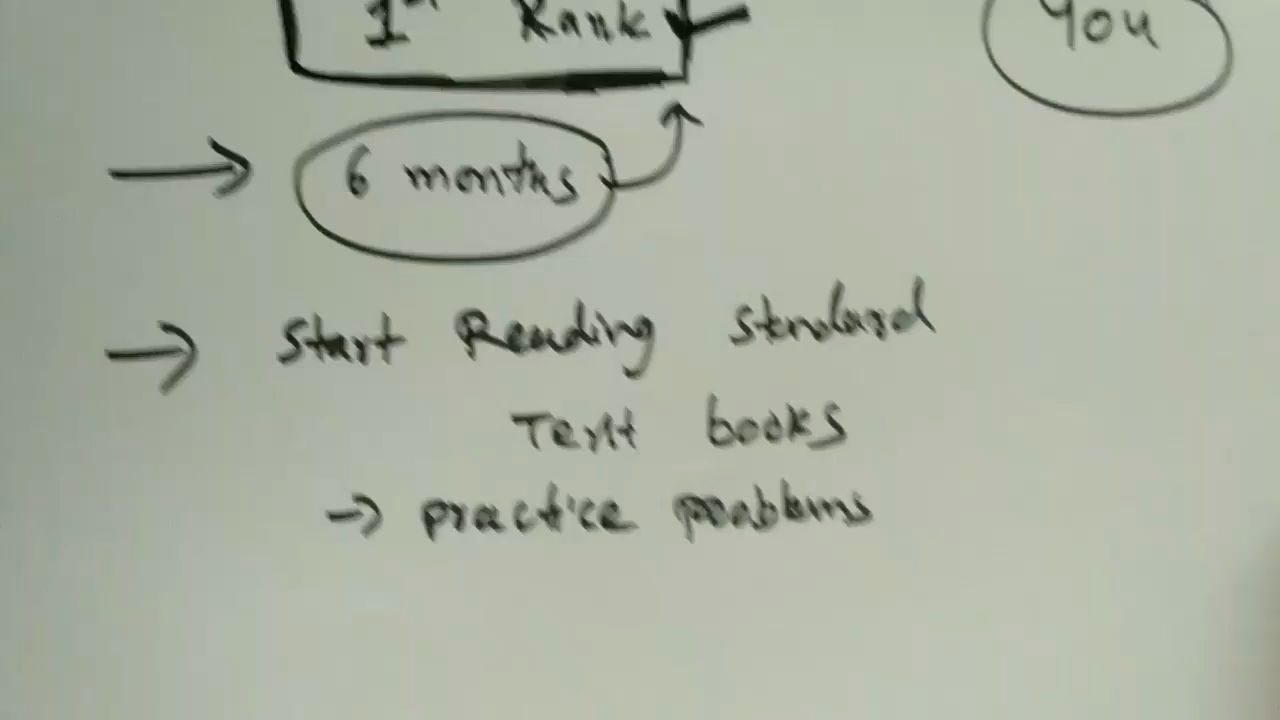 1st Rank
You
→ 6 months
→ Start Reading standard
Text books
→ practice problems